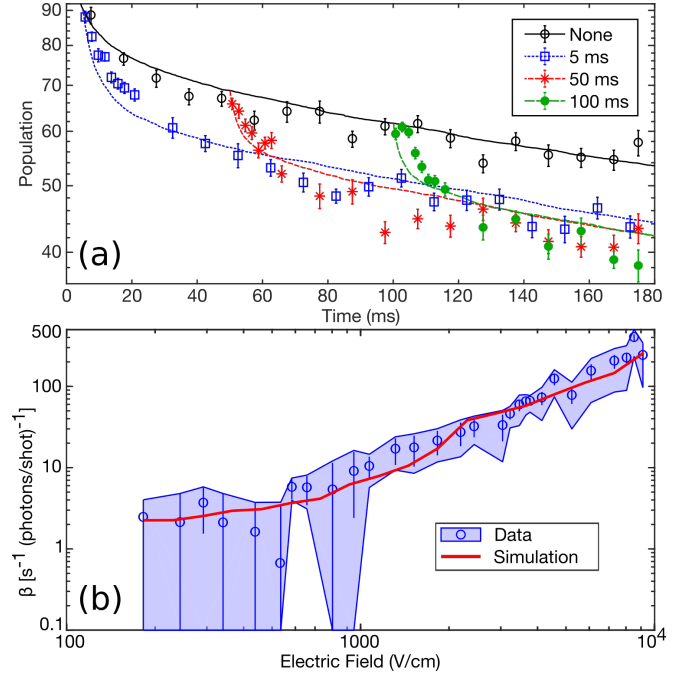 90
80
70
60
50
40
Population
(a)
None
5 ms
50 ms
100 ms
0 20 40 60 80 100 120 140 160 180
Time (ms)
500
100
10
1
0.1
β [s⁻¹ (photons/shot)⁻¹]
(b)
Data
Simulation
100 1000 10⁴
Electric Field (V/cm)